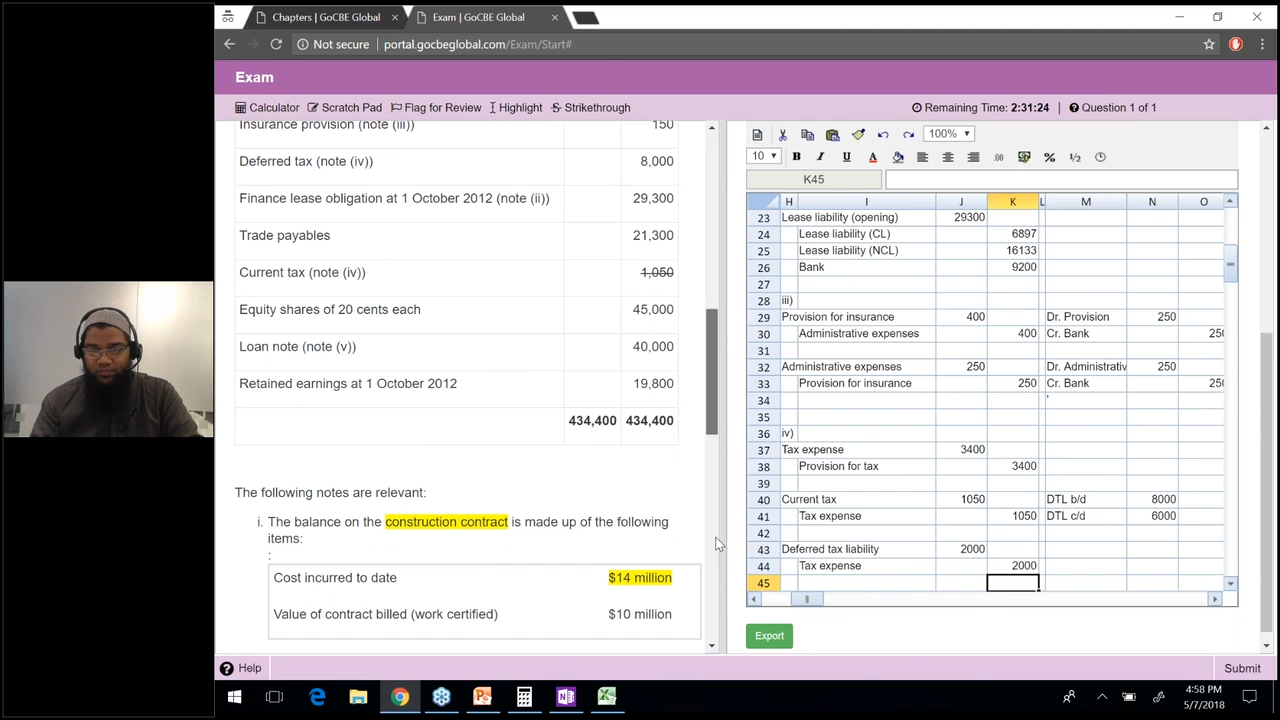 Chapters | GoCBE Global
Exam | GoCBE Global
Not secure | portal.gocbeglobal.com/Exam/Start#
Exam
Calculator Scratch Pad Flag for Review Highlight Strikethrough Remaining Time: 2:31:24 Question 1 of 1
Insurance provision (note (iii)) 150
Deferred tax (note (iv)) 8,000
Finance lease obligation at 1 October 2012 (note (ii)) 29,300
Trade payables 21,300
Current tax (note (iv)) 1,050
Equity shares of 20 cents each 45,000
Loan note (note (v)) 40,000
Retained earnings at 1 October 2012 19,800
434,400 434,400
The following notes are relevant:
i. The balance on the construction contract is made up of the following
items:
:
Cost incurred to date $14 million
Value of contract billed (work certified) $10 million
100%
10 B I U A .00 % 1/2
K45
H I J K L M N O
23 Lease liability (opening) 29300
24 Lease liability (CL) 6897
25 Lease liability (NCL) 16133
26 Bank 9200
27
28 iii)
29 Provision for insurance 400 Dr. Provision 250
30 Administrative expenses 400 Cr. Bank 250
31
32 Administrative expenses 250 Dr. Administrativ 250
33 Provision for insurance 250 Cr. Bank 250
34 '
35
36 iv)
37 Tax expense 3400
38 Provision for tax 3400
39
40 Current tax 1050 DTL b/d 8000
41 Tax expense 1050 DTL c/d 6000
42
43 Deferred tax liability 2000
44 Tax expense 2000
45
Export
Help Submit
4:58 PM
5/7/2018